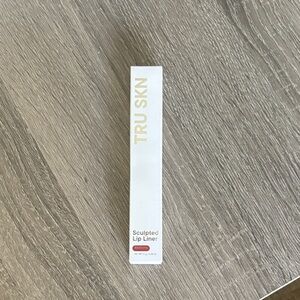 TRU SKN
Sculpted
Lip Liner